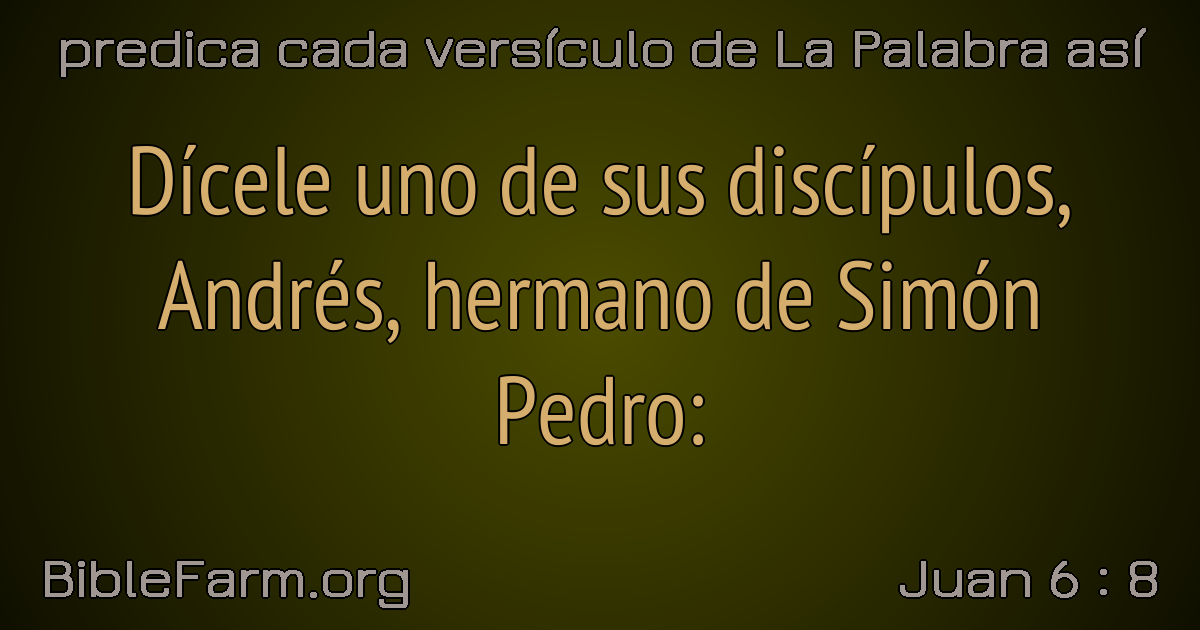 predica cada versículo de La Palabra así
Dícele uno de sus discípulos,
Andrés, hermano de Simón
Pedro:
BibleFarm.org
Juan 6 : 8